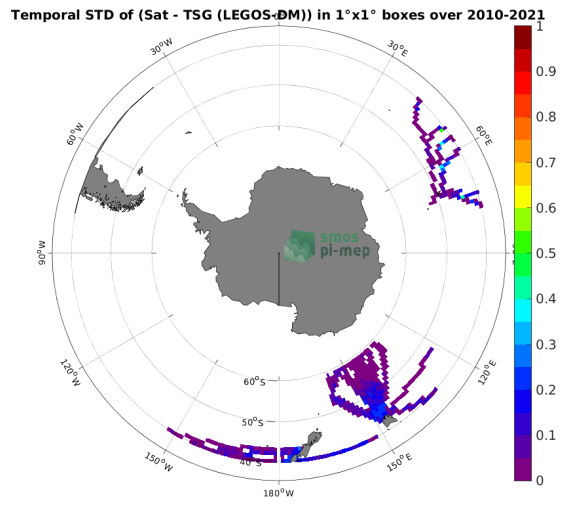 Temporal STD of (Sat - TSG (LEGOS-DM)) in 1°x1° boxes over 2010-2021
30°W
30°E
60°W
60°E
90°W
120°W
120°E
150°W
150°E
180°W
60°S
50°S
40°S
smos
pi-mep
1
0.9
0.8
0.7
0.6
0.5
0.4
0.3
0.2
0.1
0